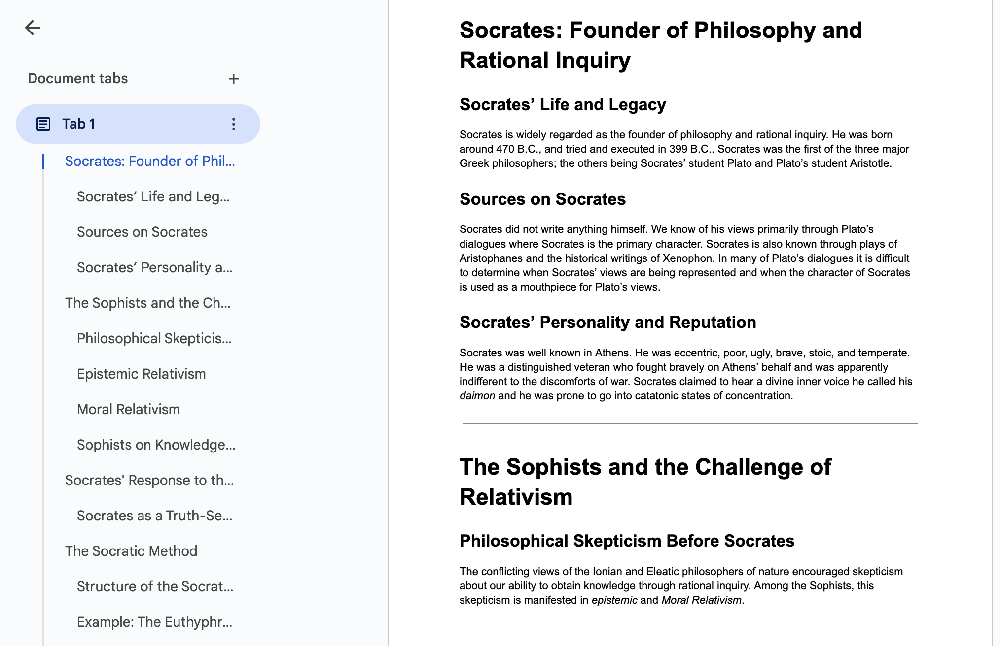 Document tabs
+
Tab 1
Socrates: Founder of Phil...
Socrates’ Life and Leg...
Sources on Socrates
Socrates’ Personality a...
The Sophists and the Ch...
Philosophical Skepticis...
Epistemic Relativism
Moral Relativism
Sophists on Knowledge...
Socrates' Response to th...
Socrates as a Truth-Se...
The Socratic Method
Structure of the Socrat...
Example: The Euthyphr...
Socrates: Founder of Philosophy and
Rational Inquiry
Socrates’ Life and Legacy
Socrates is widely regarded as the founder of philosophy and rational inquiry. He was born
around 470 B.C., and tried and executed in 399 B.C.. Socrates was the first of the three major
Greek philosophers; the others being Socrates’ student Plato and Plato’s student Aristotle.
Sources on Socrates
Socrates did not write anything himself. We know of his views primarily through Plato’s
dialogues where Socrates is the primary character. Socrates is also known through plays of
Aristophanes and the historical writings of Xenophon. In many of Plato’s dialogues it is difficult
to determine when Socrates’ views are being represented and when the character of Socrates
is used as a mouthpiece for Plato’s views.
Socrates’ Personality and Reputation
Socrates was well known in Athens. He was eccentric, poor, ugly, brave, stoic, and temperate.
He was a distinguished veteran who fought bravely on Athens’ behalf and was apparently
indifferent to the discomforts of war. Socrates claimed to hear a divine inner voice he called his
daimon and he was prone to go into catatonic states of concentration.
The Sophists and the Challenge of
Relativism
Philosophical Skepticism Before Socrates
The conflicting views of the Ionian and Eleatic philosophers of nature encouraged skepticism
about our ability to obtain knowledge through rational inquiry. Among the Sophists, this
skepticism is manifested in epistemic and Moral Relativism.